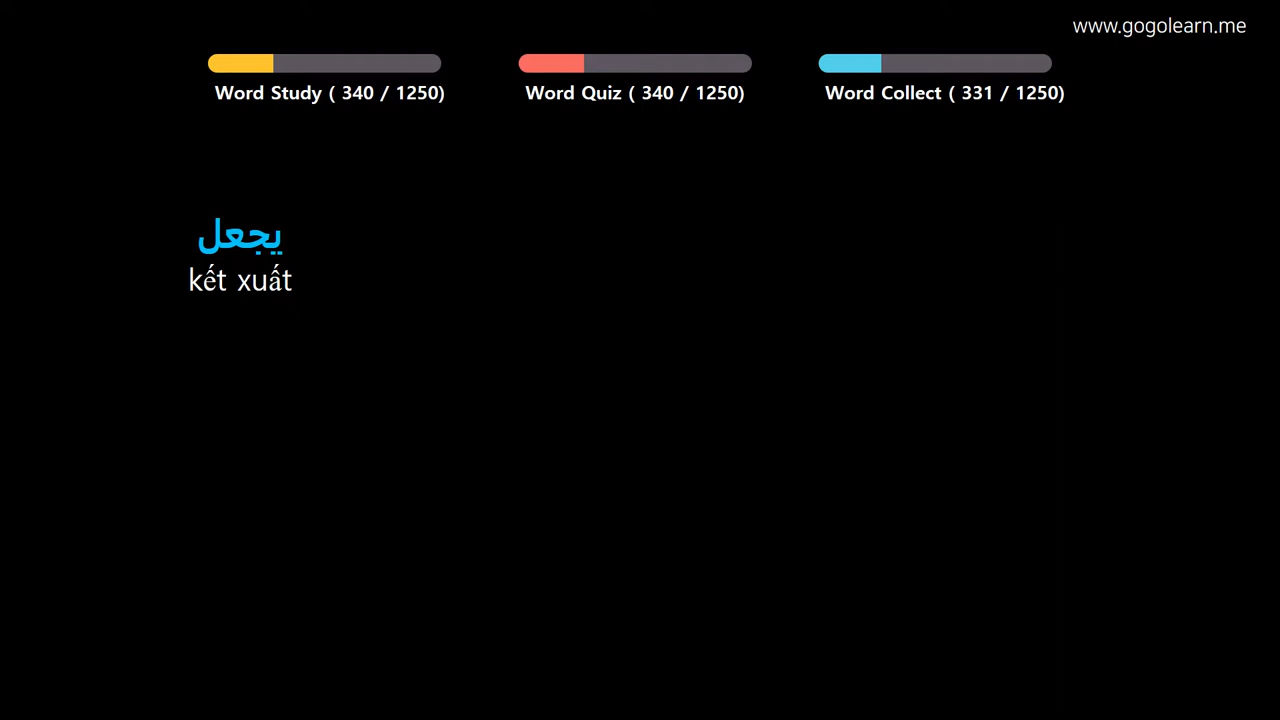 www.gogolearn.me
Word Study ( 340 / 1250)
Word Quiz ( 340 / 1250)
Word Collect ( 331 / 1250)
يجعل
kết xuất